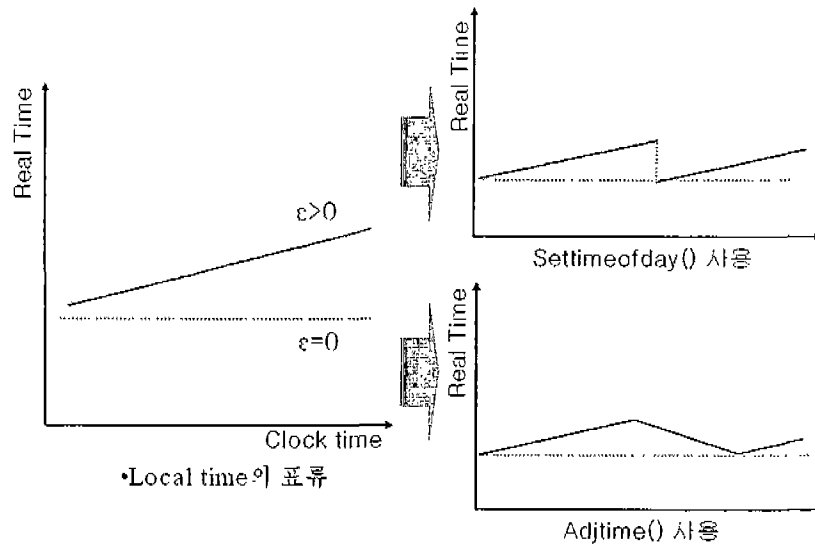 Real Time
ε>0
ε=0
Clock time
•Local time의 표류
Real Time
Settimeofday() 사용
Real Time
Adjtime() 사용